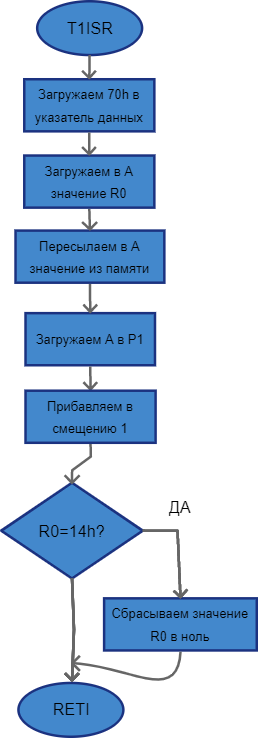 T1ISR
Загружаем 70h в
указатель данных
Загружаем в А
значение R0
Пересылаем в А
значение из памяти
Загружаем А в Р1
Прибавляем в
смещению 1
R0=14h?
ДА
Сбрасываем значение
R0 в ноль
RETI